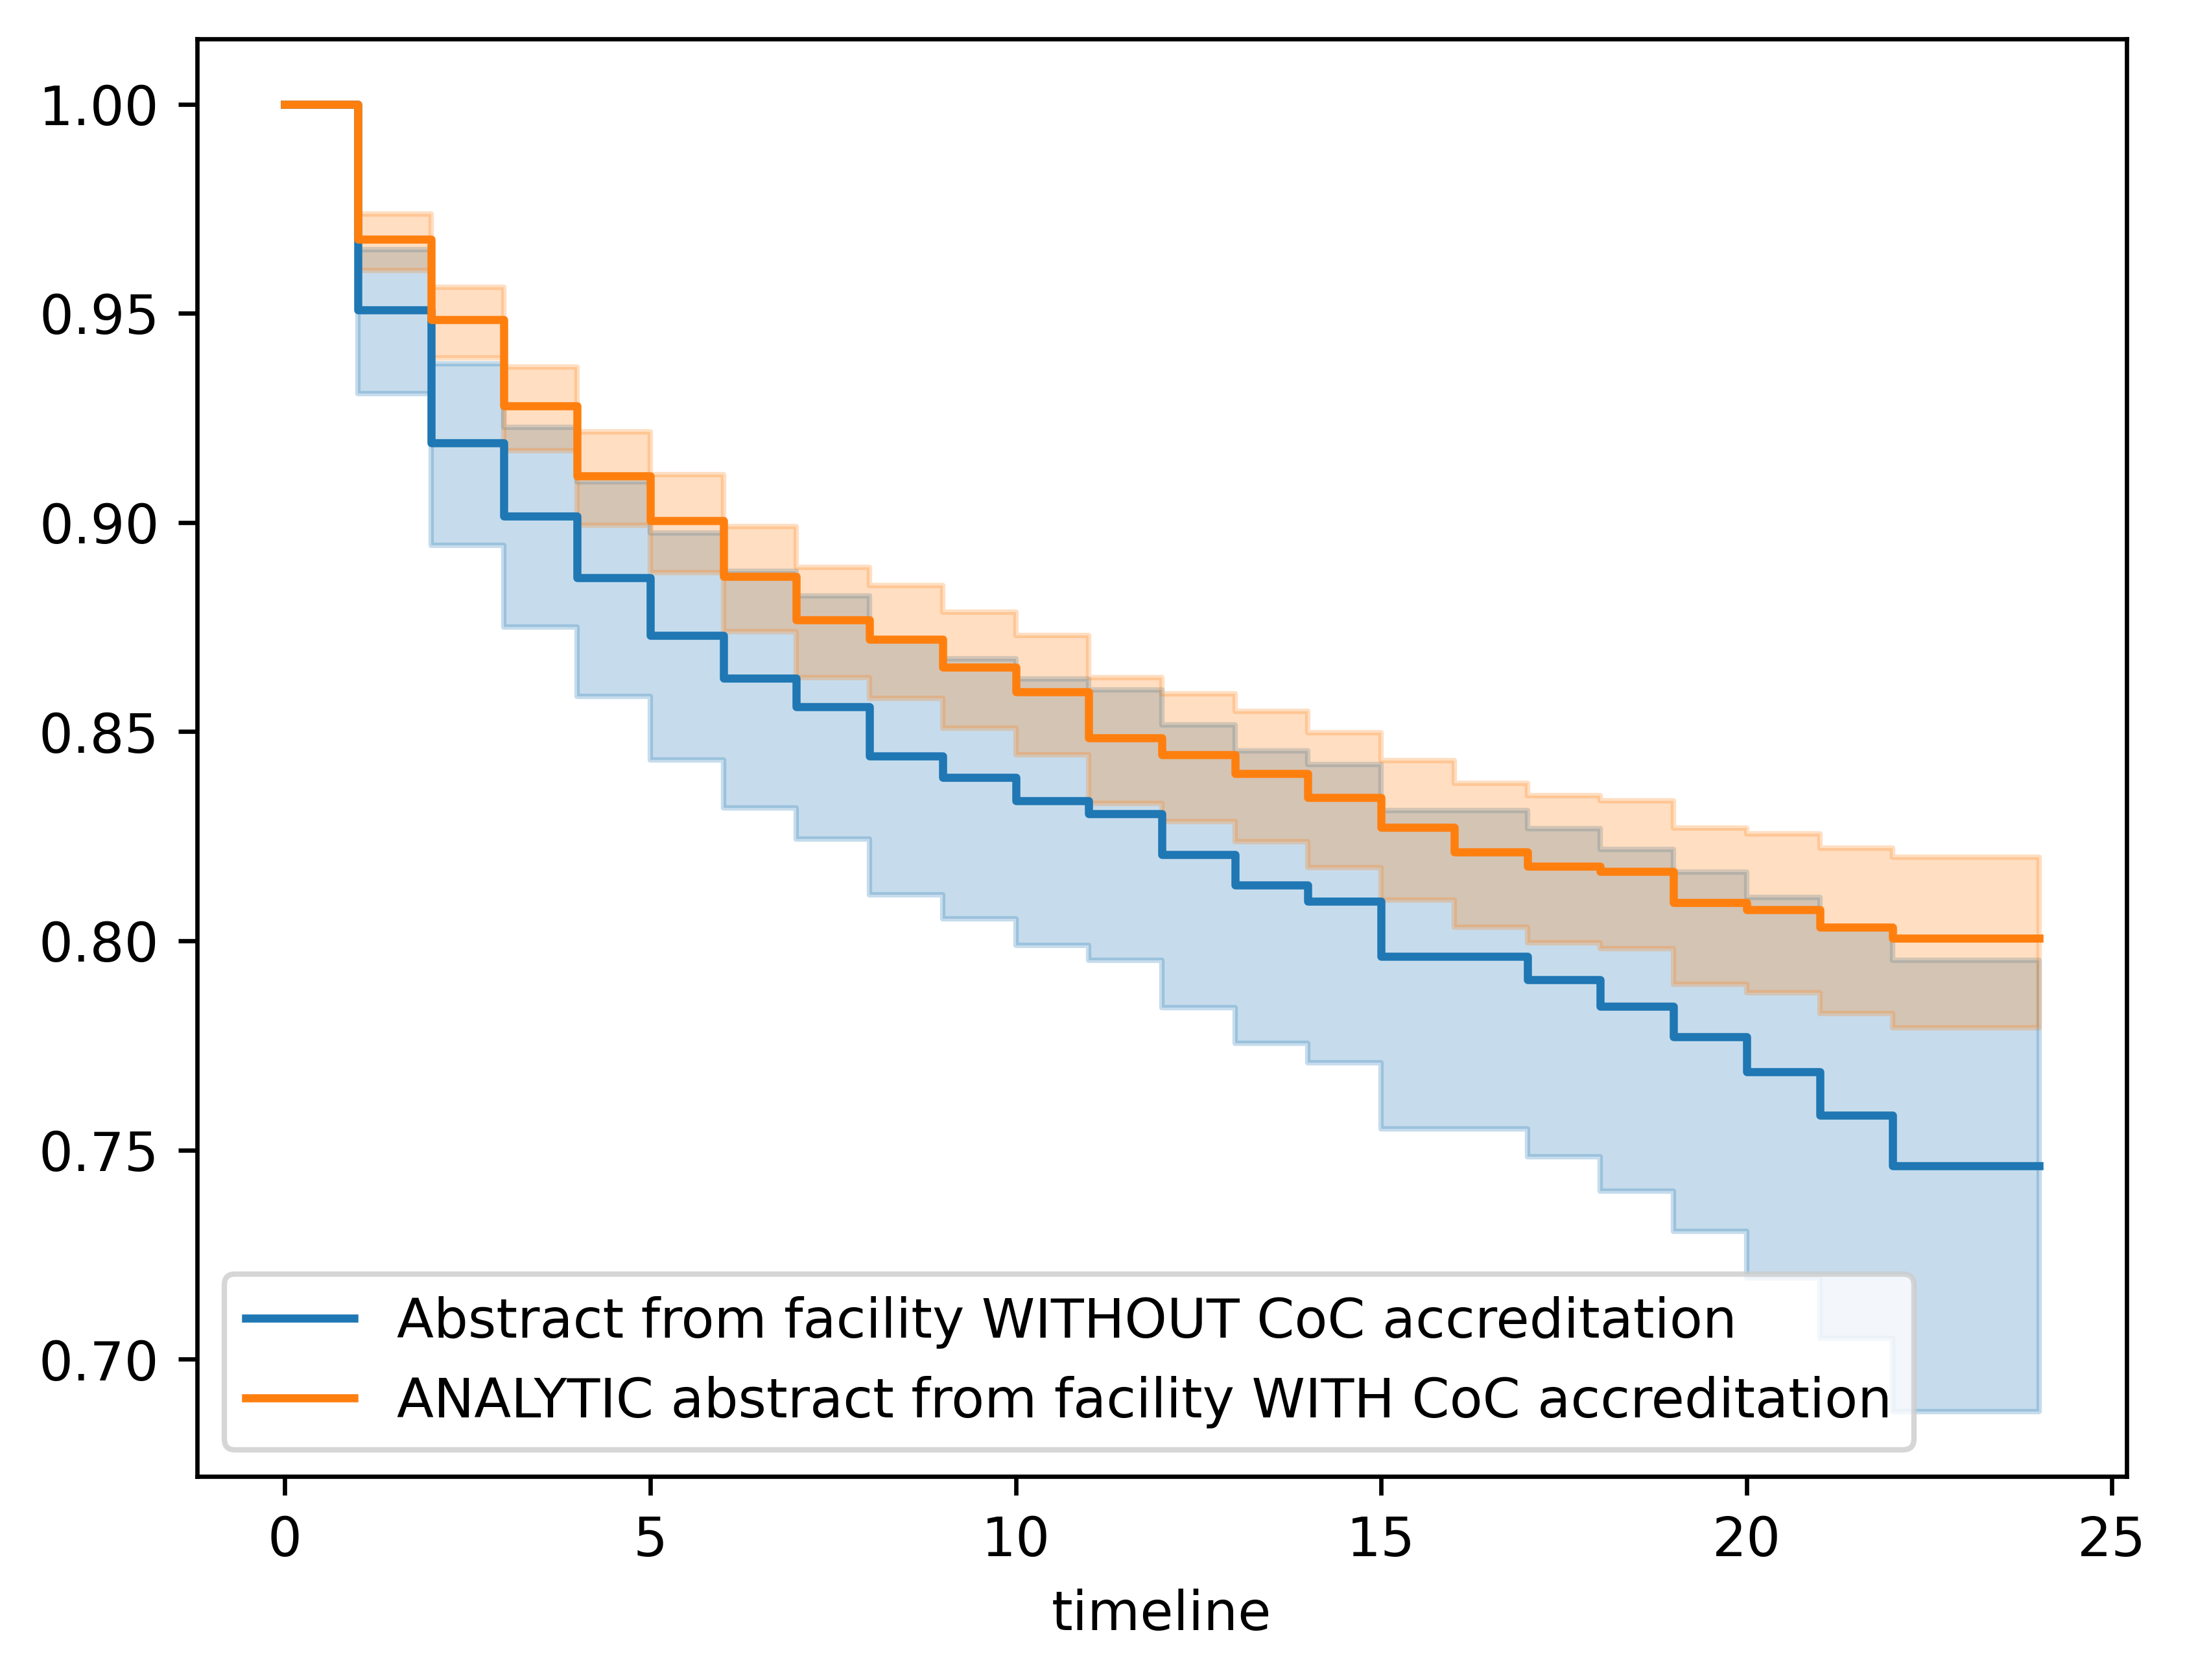 1.00
0.95
0.90
0.85
0.80
0.75
0.70
Abstract from facility WITHOUT CoC accreditation
ANALYTIC abstract from facility WITH CoC accreditation
0 5 10 15 20 25
timeline